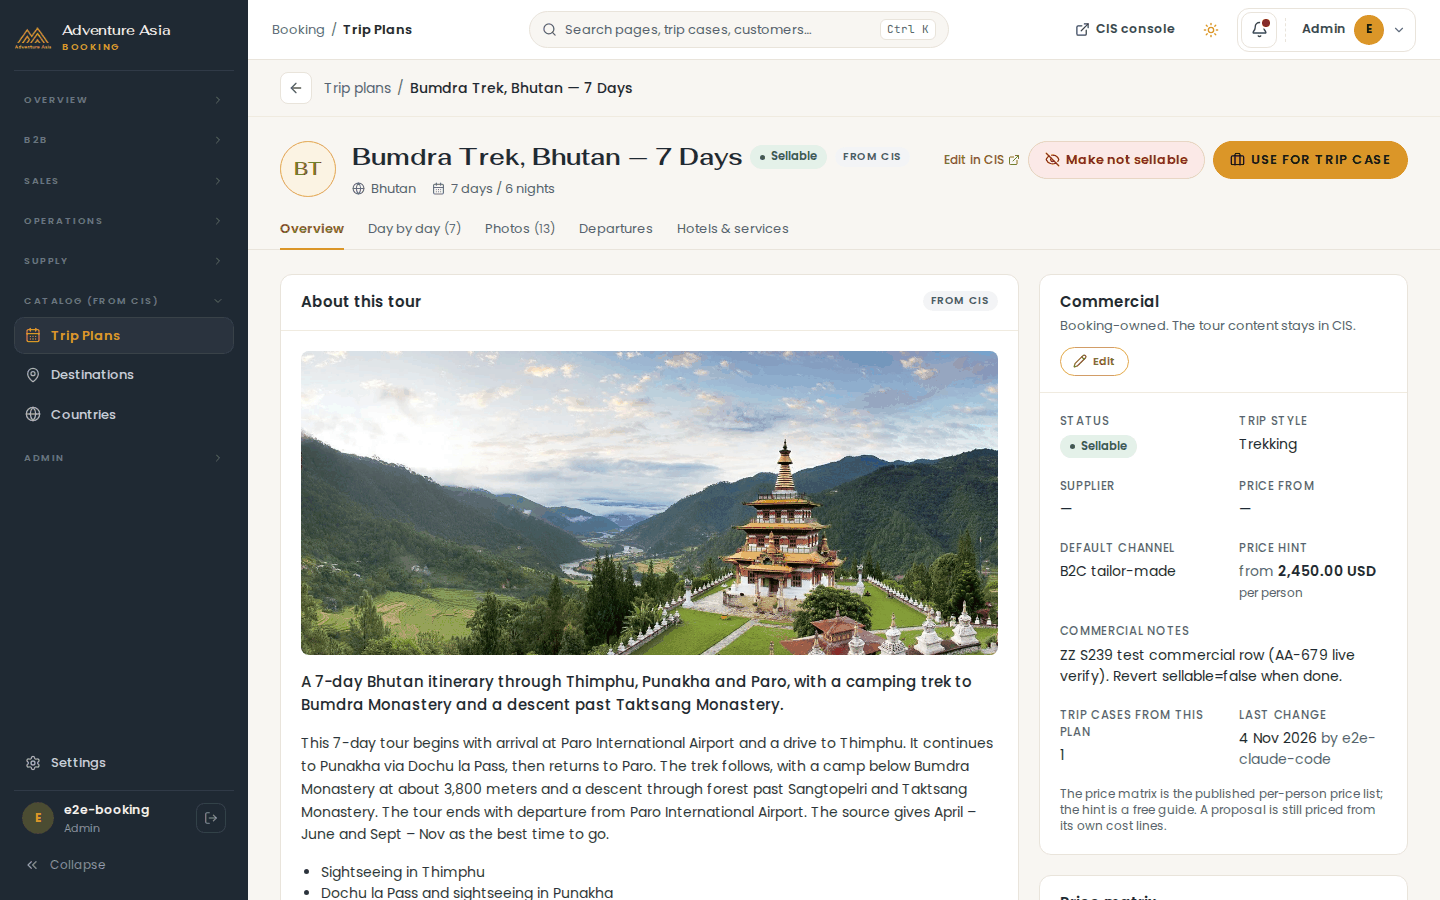 Adventure Asia
BOOKING
Adventure Asia
OVERVIEW
B2B
SALES
OPERATIONS
SUPPLY
CATALOG (FROM CIS)
Trip Plans
Destinations
Countries
ADMIN
Settings
E
e2e-booking
Admin
Collapse
Booking / Trip Plans
Search pages, trip cases, customers...
Ctrl K
CIS console
Admin
E
Trip plans / Bumdra Trek, Bhutan — 7 Days
BT
Bumdra Trek, Bhutan — 7 Days
Sellable
FROM CIS
Bhutan
7 days / 6 nights
Edit in CIS
Make not sellable
USE FOR TRIP CASE
Overview
Day by day (7)
Photos (13)
Departures
Hotels & services
About this tour
FROM CIS
A 7-day Bhutan itinerary through Thimphu, Punakha and Paro, with a camping trek to
Bumdra Monastery and a descent past Taktsang Monastery.
This 7-day tour begins with arrival at Paro International Airport and a drive to Thimphu. It continues
to Punakha via Dochu la Pass, then returns to Paro. The trek follows, with a camp below Bumdra
Monastery at about 3,800 meters and a descent through forest past Sangtopelri and Taktsang
Monastery. The tour ends with departure from Paro International Airport. The source gives April –
June and Sept – Nov as the best time to go.
Sightseeing in Thimphu
Dochu la Pass and sightseeing in Punakha
Commercial
Booking-owned. The tour content stays in CIS.
Edit
STATUS
Sellable
TRIP STYLE
Trekking
SUPPLIER
—
PRICE FROM
—
DEFAULT CHANNEL
B2C tailor-made
PRICE HINT
from 2,450.00 USD
per person
COMMERCIAL NOTES
ZZ S239 test commercial row (AA-679 live
verify). Revert sellable=false when done.
TRIP CASES FROM THIS
PLAN
1
LAST CHANGE
4 Nov 2026 by e2e-
claude-code
The price matrix is the published per-person price list;
the hint is a free guide. A proposal is still priced from
its own cost lines.
Price matrix